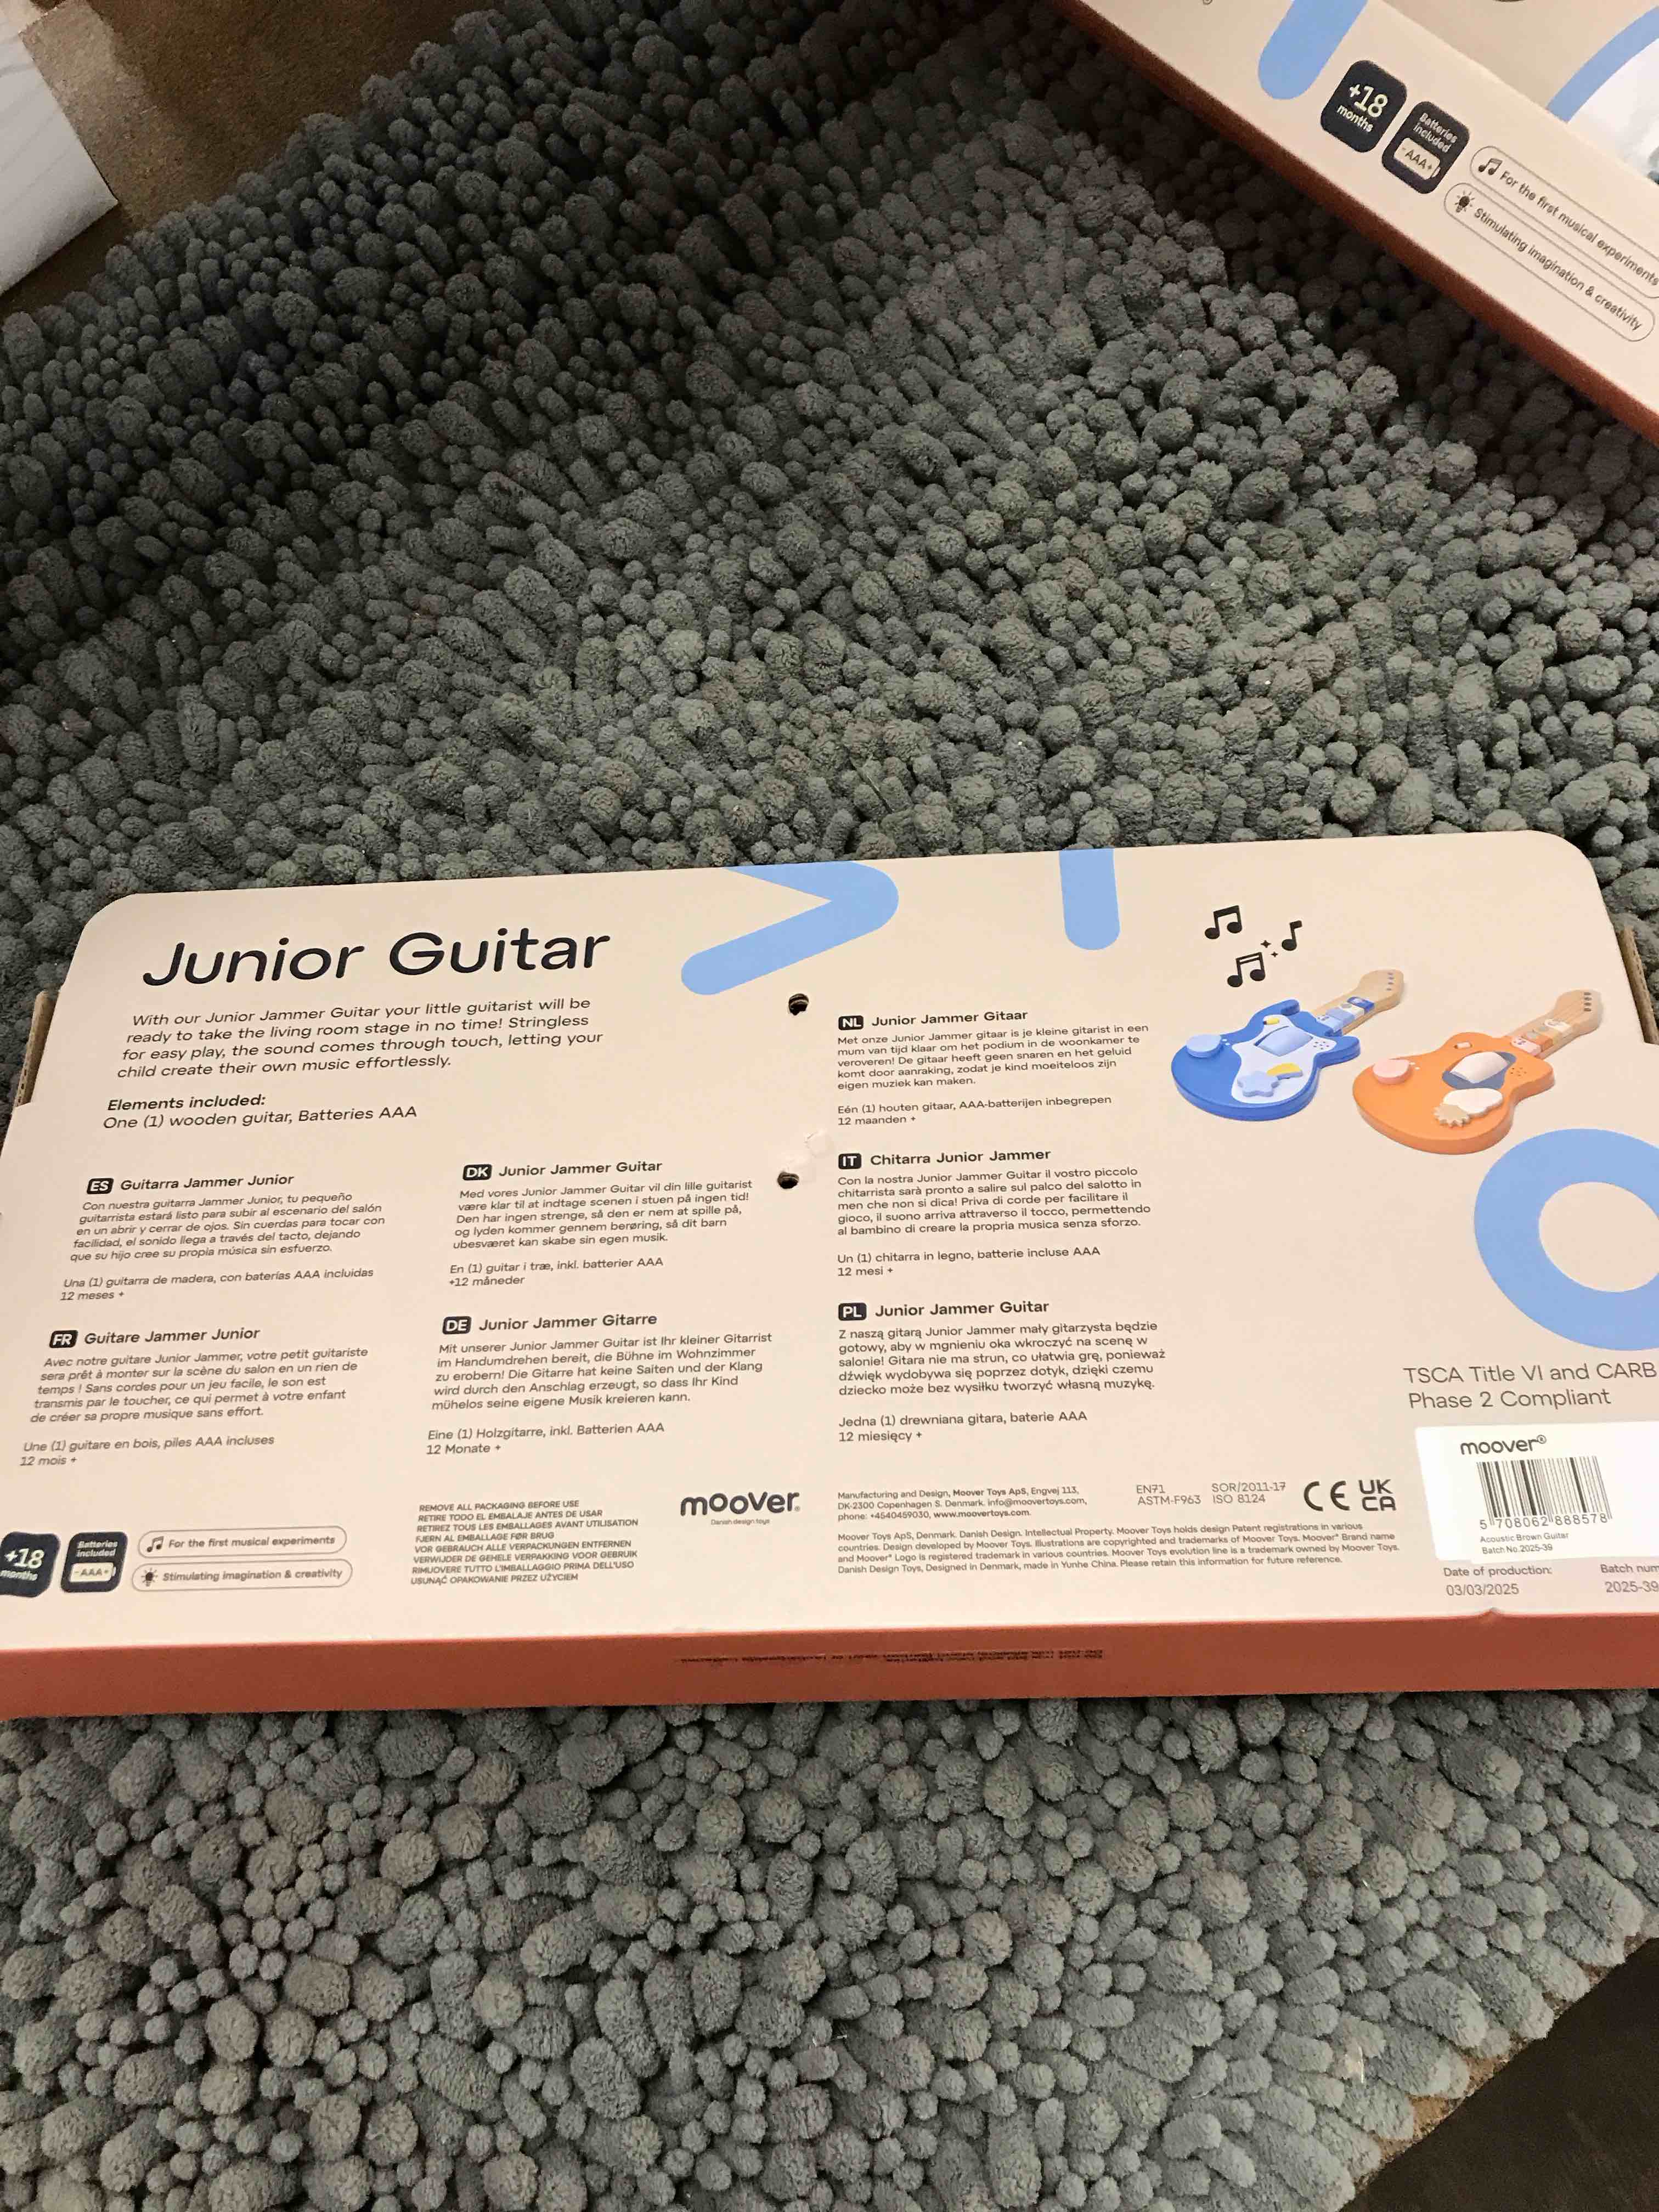 +18
months
Batteries
included
- AAA +
For the first musical experiments
Stimulating imagination & creativity
Junior Guitar
With our Junior Jammer Guitar your little guitarist will be
ready to take the living room stage in no time! Stringless
for easy play, the sound comes through touch, letting your
child create their own music effortlessly.
Elements included:
One (1) wooden guitar, Batteries AAA
ES Guitarra Jammer Junior
Con nuestra guitarra Jammer Junior, tu pequeño
guitarrista estará listo para subir al escenario del salón
en un abrir y cerrar de ojos. Sin cuerdas para tocar con
facilidad, el sonido llega a través del tacto, dejando
que su hijo cree su propia música sin esfuerzo.
Una (1) guitarra de madera, con baterías AAA incluidas
12 meses +
FR Guitare Jammer Junior
Avec notre guitare Junior Jammer, votre petit guitariste
sera prêt à monter sur la scène du salon en un rien de
temps ! Sans cordes pour un jeu facile, le son est
transmis par le toucher, ce qui permet à votre enfant
de créer sa propre musique sans effort.
Une (1) guitare en bois, piles AAA incluses
12 mois +
DK Junior Jammer Guitar
Med vores Junior Jammer Guitar vil din lille guitarist
være klar til at indtage scenen i stuen på ingen tid!
Den har ingen strenge, så den er nem at spille på,
og lyden kommer gennem berøring, så dit barn
ubesværet kan skabe sin egen musik.
En (1) guitar i træ, inkl. batterier AAA
+12 måneder
DE Junior Jammer Gitarre
Mit unserer Junior Jammer Guitar ist Ihr kleiner Gitarrist
im Handumdrehen bereit, die Bühne im Wohnzimmer
zu erobern! Die Gitarre hat keine Saiten und der Klang
wird durch den Anschlag erzeugt, so dass Ihr Kind
mühelos seine eigene Musik kreieren kann.
Eine (1) Holzgitarre, inkl. Batterien AAA
12 Monate +
NL Junior Jammer Gitaar
Met onze Junior Jammer gitaar is je kleine gitarist in een
mum van tijd klaar om het podium in de woonkamer te
veroveren! De gitaar heeft geen snaren en het geluid
komt door aanraking, zodat je kind moeiteloos zijn
eigen muziek kan maken.
Eén (1) houten gitaar, AAA-batterijen inbegrepen
12 maanden +
IT Chitarra Junior Jammer
Con la nostra Junior Jammer Guitar il vostro piccolo
chitarrista sarà pronto a salire sul palco del salotto in
men che non si dica! Priva di corde per facilitare il
gioco, il suono arriva attraverso il tocco, permettendo
al bambino di creare la propria musica senza sforzo.
Un (1) chitarra in legno, batterie incluse AAA
12 mesi +
PL Junior Jammer Guitar
Z naszą gitarą Junior Jammer mały gitarzysta będzie
gotowy, aby w mgnieniu oka wkroczyć na scenę w
salonie! Gitara nie ma strun, co ułatwia grę, ponieważ
dźwięk wydobywa się poprzez dotyk, dzięki czemu
dziecko może bez wysiłku tworzyć własną muzykę.
Jedna (1) drewniana gitara, baterie AAA
12 miesięcy +
+18
months
Batteries
included
- AAA +
For the first musical experiments
Stimulating imagination & creativity
REMOVE ALL PACKAGING BEFORE USE
RETIRE TODO EL EMBALAJE ANTES DE USAR
RETIREZ TOUS LES EMBALLAGES AVANT UTILISATION
FJERN AL EMBALLAGE FØR BRUG
VOR GEBRAUCH ALLE VERPACKUNGEN ENTFERNEN
VERWIJDER DE GEHELE VERPAKKING VOOR GEBRUIK
RIMUOVERE TUTTO L'IMBALLAGGIO PRIMA DELL'USO
USUNĄĆ OPAKOWANIE PRZEZ UŻYCIEM
moover®
Danish design toys
Manufacturing and Design, Moover Toys ApS, Engvej 113,
DK-2300 Copenhagen S. Denmark. info@moovertoys.com,
phone: +4540459030, www.moovertoys.com.
EN71 SOR/2011-17
ASTM-F963 ISO 8124
CE UK
CA
Moover Toys ApS, Denmark. Danish Design. Intellectual Property. Moover Toys holds design Patent registrations in various
countries. Design developed by Moover Toys. Illustrations are copyrighted and trademarks of Moover Toys. Moover® Brand name
and Moover® Logo is registered trademark in various countries. Moover Toys evolution line is a trademark owned by Moover Toys.
Danish Design Toys, Designed in Denmark, made in Yunhe China. Please retain this information for future reference.
TSCA Title VI and CARB
Phase 2 Compliant
moover®
5 708062 888578
Acoustic Brown Guitar
Batch No.2025-39
Date of production:
03/03/2025
Batch num
2025-39